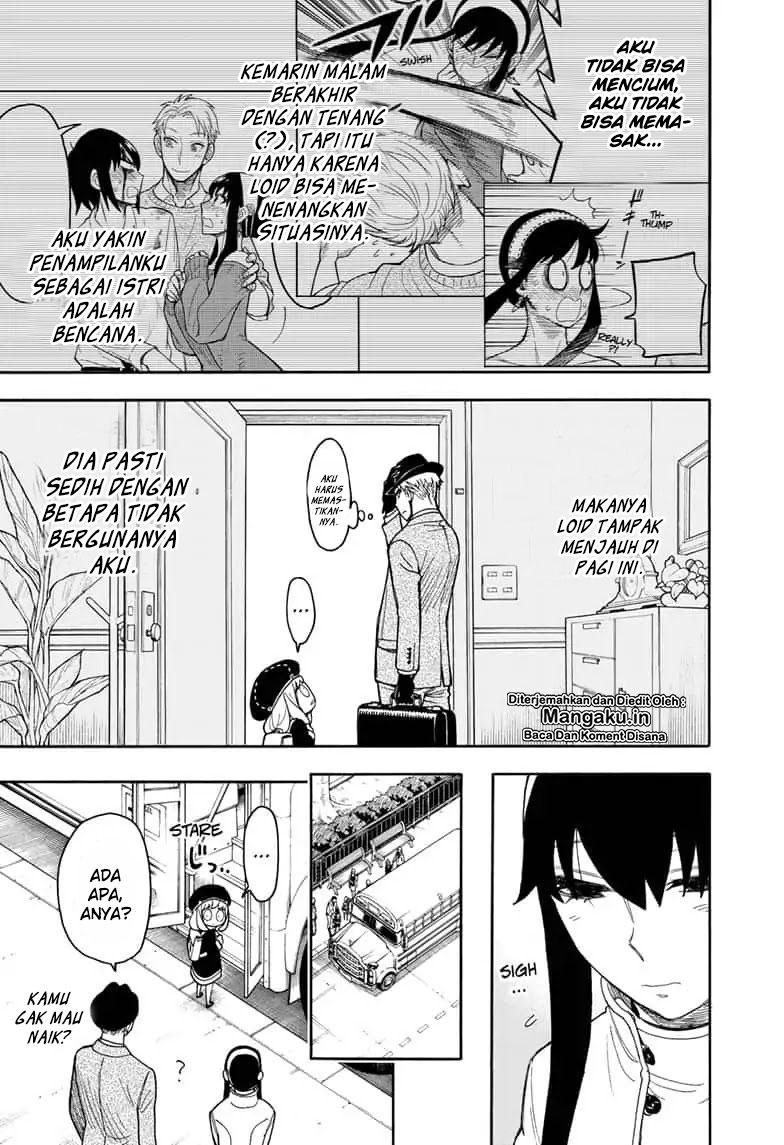 AKU
TIDAK BISA
MENCIUM,
AKU TIDAK
BISA MEMA-
SAK...
SWISH
TH-
THUMP
REALLY
?!
KEMARIN MALAM
BERAKHIR
DENGAN TENANG
(?), TAPI ITU
HANYA KARENA
LOID BISA ME-
NENANGKAN
SITUASINYA.
AKU YAKIN
PENAMPILANKU
SEBAGAI ISTRI
ADALAH
BENCANA.
MAKANYA
LOID TAMPAK
MENJAUH DI
PAGI INI.
AKU
HARUS
MEMAS-
TIKAN-
NYA.
...
DIA PASTI
SEDIH DENGAN
BETAPA TIDAK
BERGUNANYA
AKU.
Diterjemahkan dan Diedit Oleh:
Mangaku.in
Baca Dan Koment Disana
SIGH
...
...
STARE
じっ..
ADA
APA,
ANYA?
KAMU
GAK MAU
NAIK?
?